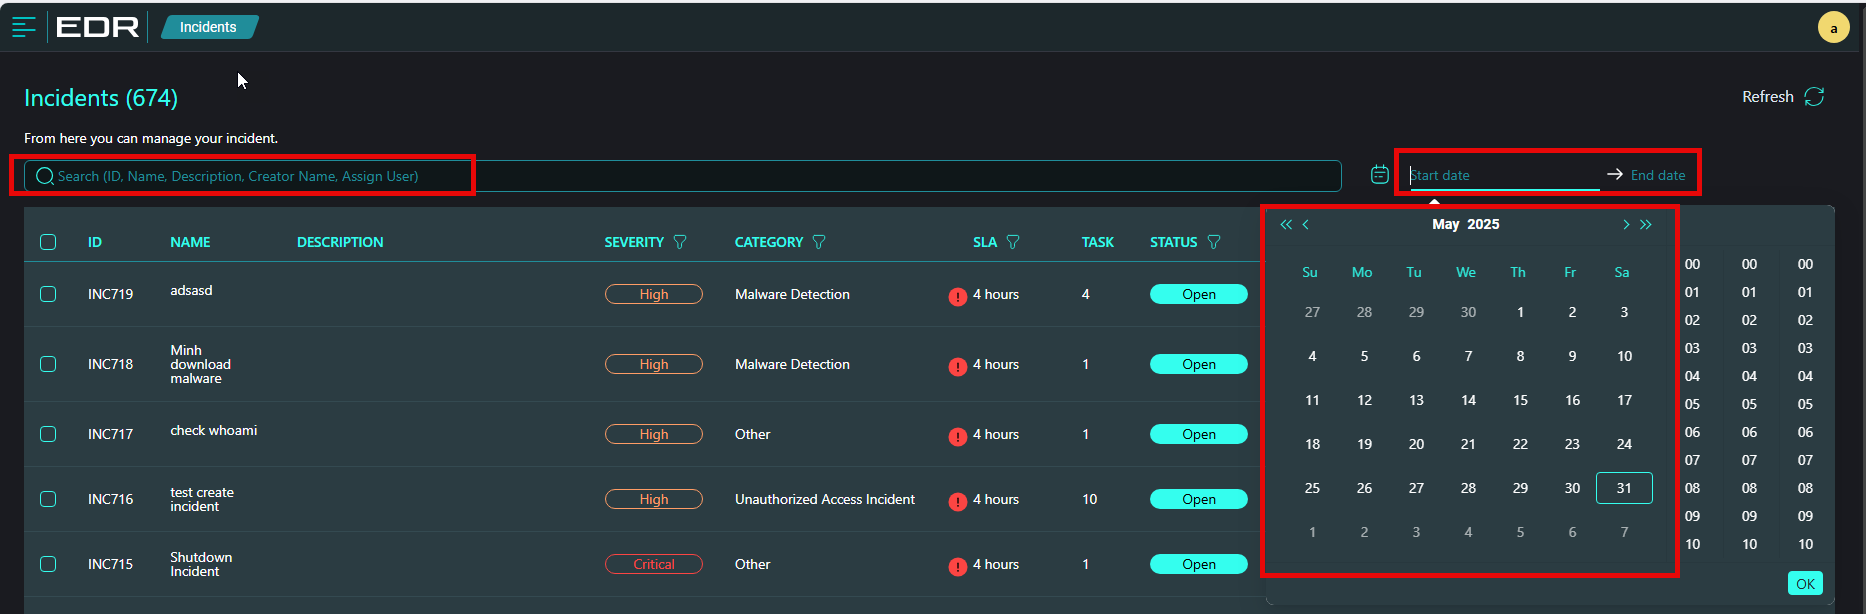 EDR Incidents a
Incidents (674)
Refresh
From here you can manage your incident.
Search (ID, Name, Description, Creator Name, Assign User)
Start date → End date
ID NAME DESCRIPTION SEVERITY CATEGORY SLA TASK STATUS
INC719 adsasd High Malware Detection ! 4 hours 4 Open
INC718 Minh download malware High Malware Detection ! 4 hours 1 Open
INC717 check whoami High Other ! 4 hours 1 Open
INC716 test create incident High Unauthorized Access Incident ! 4 hours 10 Open
INC715 Shutdown Incident Critical Other ! 4 hours 1 Open
« ‹ May 2025 › »
Su Mo Tu We Th Fr Sa
27 28 29 30 1 2 3
4 5 6 7 8 9 10
11 12 13 14 15 16 17
18 19 20 21 22 23 24
25 26 27 28 29 30 31
1 2 3 4 5 6 7
00 00 00
01 01 01
02 02 02
03 03 03
04 04 04
05 05 05
06 06 06
07 07 07
08 08 08
09 09 09
10 10 10
OK